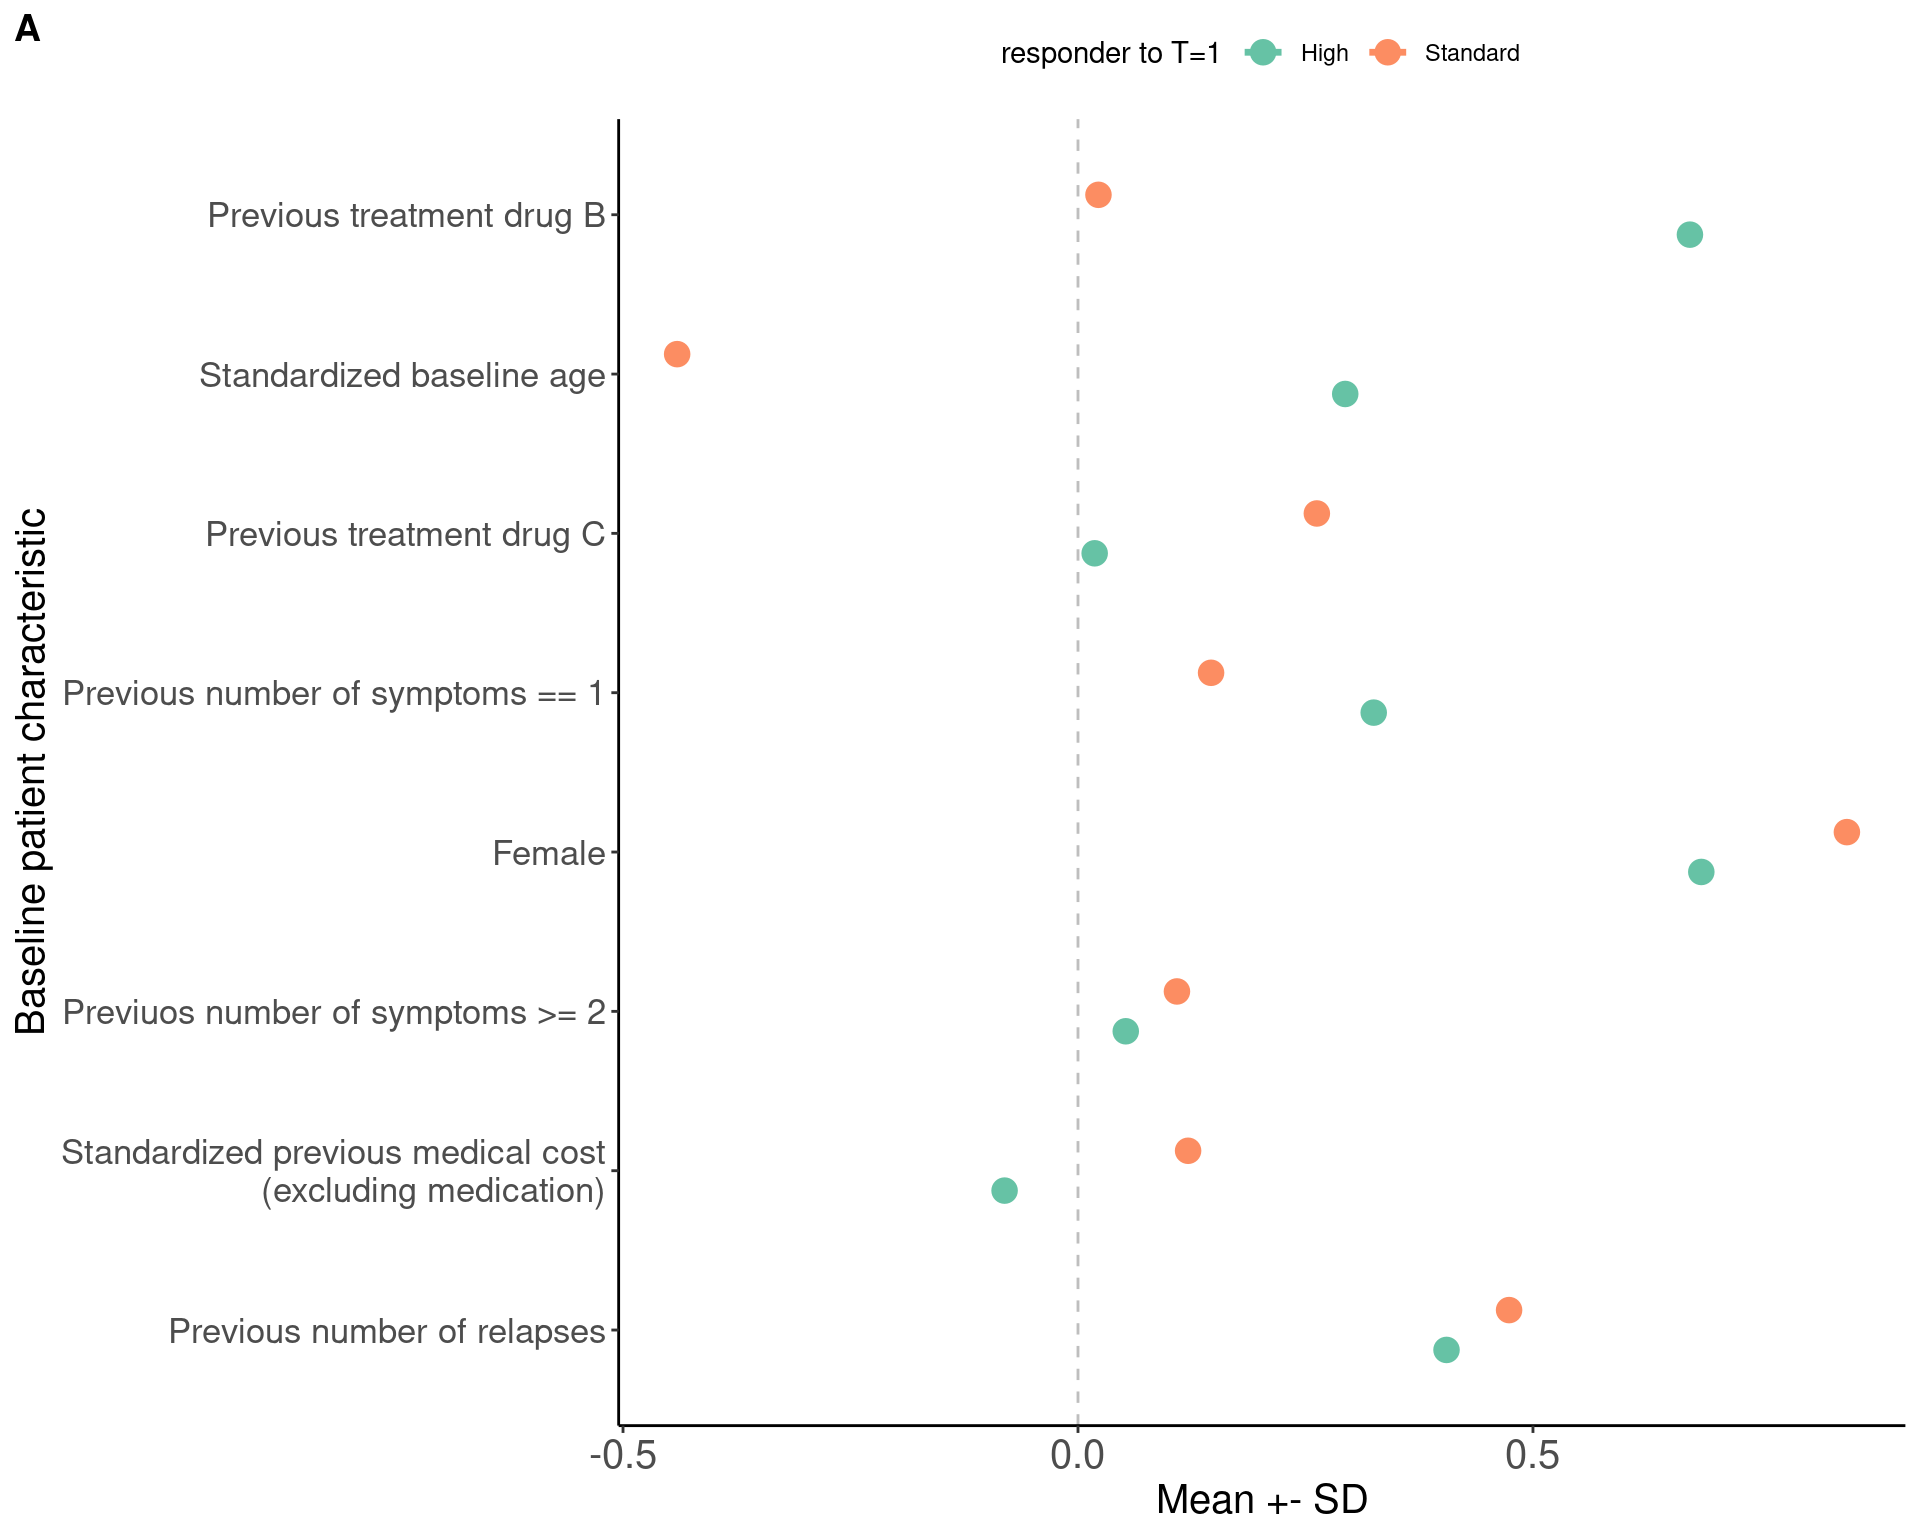 A
responder to T=1 High Standard
Previous treatment drug B
Standardized baseline age
Previous treatment drug C
Previous number of symptoms == 1
Female
Previuos number of symptoms >= 2
Standardized previous medical cost
(excluding medication)
Previous number of relapses
Baseline patient characteristic
-0.5 0.0 0.5
Mean +- SD